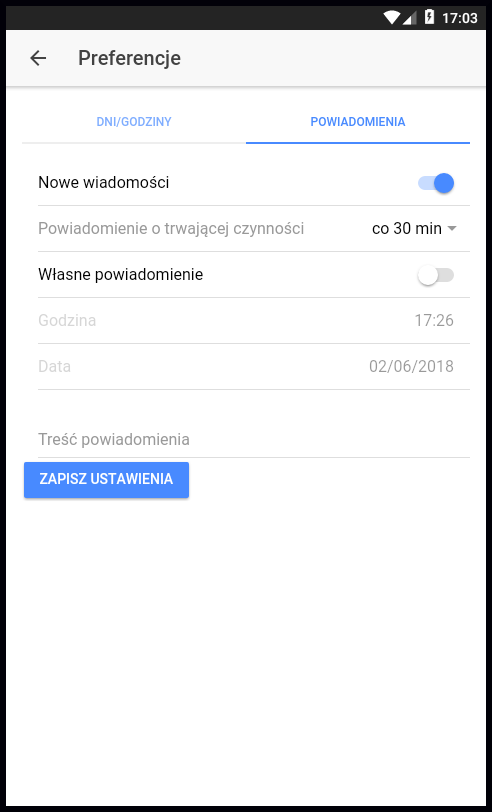 17:03
Preferencje
DNI/GODZINY POWIADOMIENIA
Nowe wiadomości
Powiadomienie o trwającej czynności co 30 min
Własne powiadomienie
Godzina 17:26
Data 02/06/2018
Treść powiadomienia
ZAPISZ USTAWIENIA